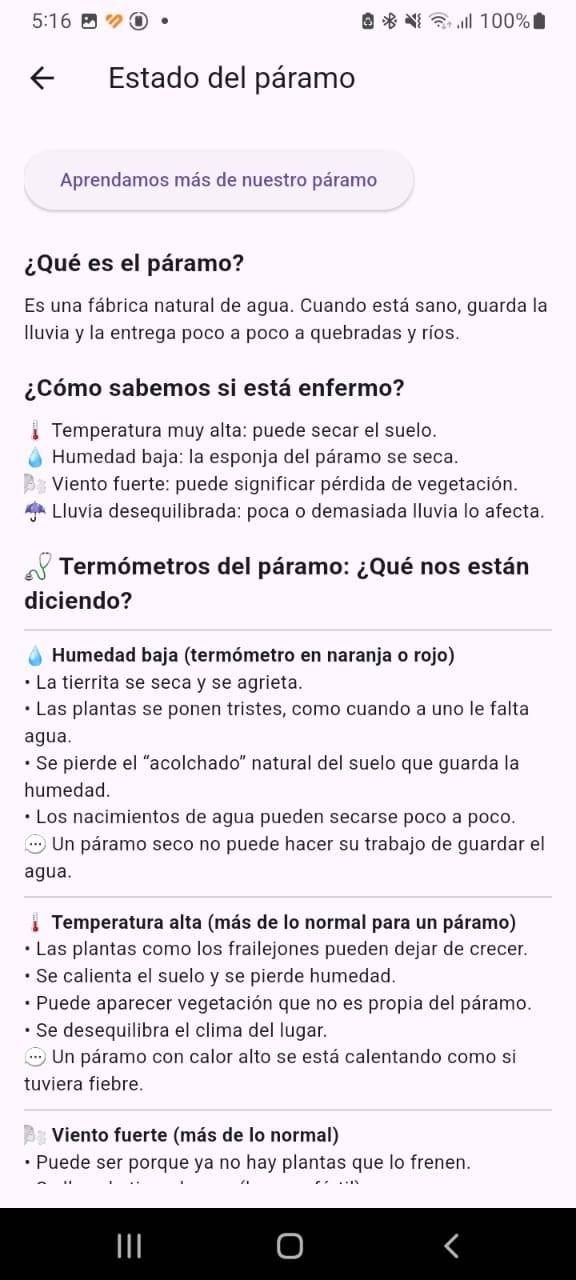 5:16
100%
Estado del páramo
Aprendamos más de nuestro páramo
¿Qué es el páramo?
Es una fábrica natural de agua. Cuando está sano, guarda la
lluvia y la entrega poco a poco a quebradas y ríos.
¿Cómo sabemos si está enfermo?
🌡️ Temperatura muy alta: puede secar el suelo.
💧 Humedad baja: la esponja del páramo se seca.
🌬️ Viento fuerte: puede significar pérdida de vegetación.
☔ Lluvia desequilibrada: poca o demasiada lluvia lo afecta.
🩺 Termómetros del páramo: ¿Qué nos están
diciendo?
💧 Humedad baja (termómetro en naranja o rojo)
• La tierrita se seca y se agrieta.
• Las plantas se ponen tristes, como cuando a uno le falta
agua.
• Se pierde el “acolchado” natural del suelo que guarda la
humedad.
• Los nacimientos de agua pueden secarse poco a poco.
💬 Un páramo seco no puede hacer su trabajo de guardar el
agua.
🌡️ Temperatura alta (más de lo normal para un páramo)
• Las plantas como los frailejones pueden dejar de crecer.
• Se calienta el suelo y se pierde humedad.
• Puede aparecer vegetación que no es propia del páramo.
• Se desequilibra el clima del lugar.
💬 Un páramo con calor alto se está calentando como si
tuviera fiebre.
🌬️ Viento fuerte (más de lo normal)
• Puede ser porque ya no hay plantas que lo frenen.